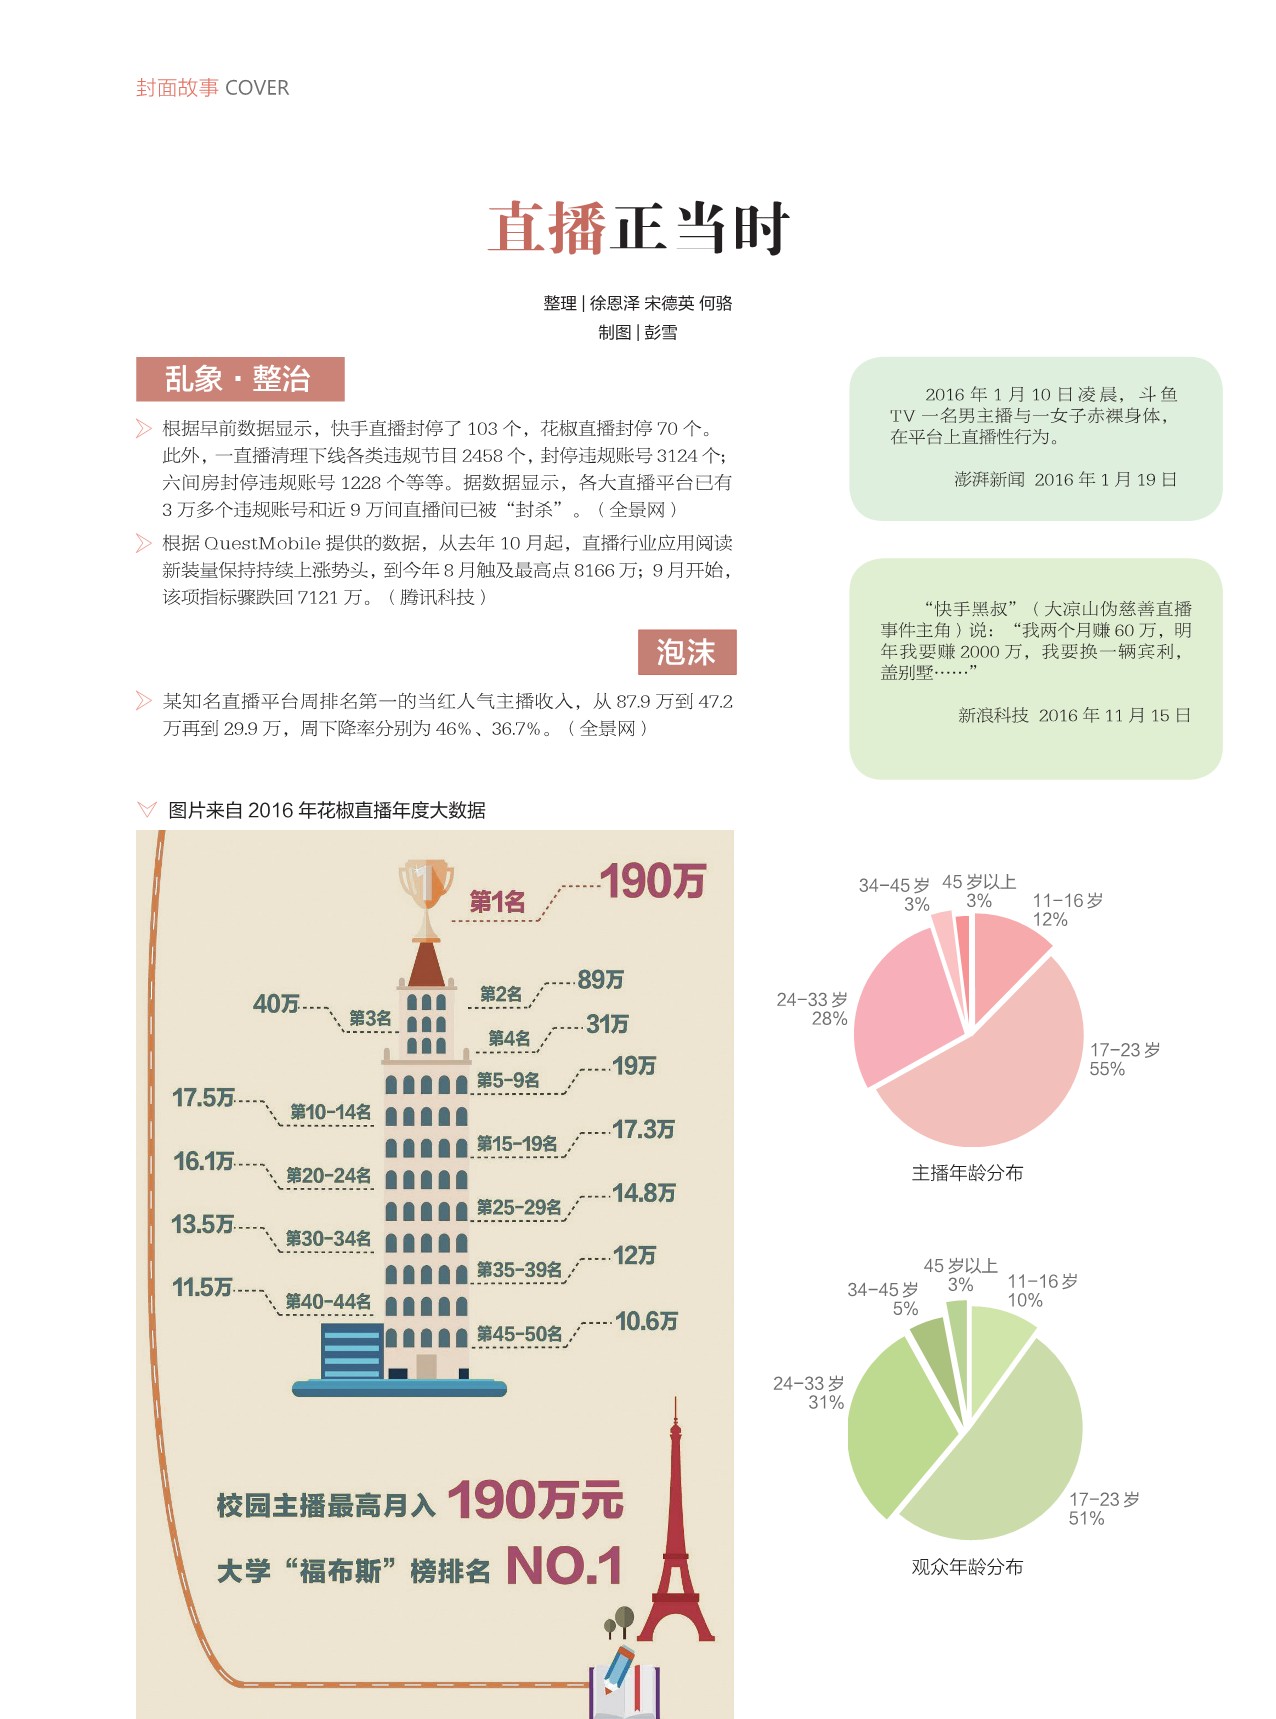 封面故事 COVER
直播正当时
整理 | 徐恩泽 宋德英 何骆
制图 | 彭雪
乱象·整治
根据早前数据显示，快手直播封停了 103 个，花椒直播封停 70 个。
此外，一直播清理下线各类违规节目 2458 个，封停违规账号 3124 个；
六间房封停违规账号 1228 个等等。据数据显示，各大直播平台已有
3 万多个违规账号和近 9 万间直播间已被“封杀”。（全景网）
根据 QuestMobile 提供的数据，从去年 10 月起，直播行业应用阅读
新装量保持持续上涨势头，到今年 8 月触及最高点 8166 万；9 月开始，
该项指标骤跌回 7121 万。（腾讯科技）
泡沫
某知名直播平台周排名第一的当红人气主播收入，从 87.9 万到 47.2
万再到 29.9 万，周下降率分别为 46%、36.7%。（全景网）
2016 年 1 月 10 日凌晨，斗鱼
TV 一名男主播与一女子赤裸身体，
在平台上直播性行为。
澎湃新闻 2016 年 1 月 19 日
“快手黑叔”（大凉山伪慈善直播
事件主角）说：“我两个月赚 60 万，明
年我要赚 2000 万，我要换一辆宾利，
盖别墅……”
新浪科技 2016 年 11 月 15 日
图片来自 2016 年花椒直播年度大数据
第1名 190万
第2名 89万
40万 第3名
第4名 31万
第5-9名 19万
17.5万 第10-14名
第15-19名 17.3万
16.1万 第20-24名
第25-29名 14.8万
13.5万 第30-34名
第35-39名 12万
11.5万 第40-44名
第45-50名 10.6万
校园主播最高月入 190万元
大学“福布斯”榜排名 NO.1
34-45 岁
3%
45 岁以上
3%
11-16 岁
12%
24-33 岁
28%
17-23 岁
55%
主播年龄分布
45 岁以上
3%
34-45 岁
5%
11-16 岁
10%
24-33 岁
31%
17-23 岁
51%
观众年龄分布